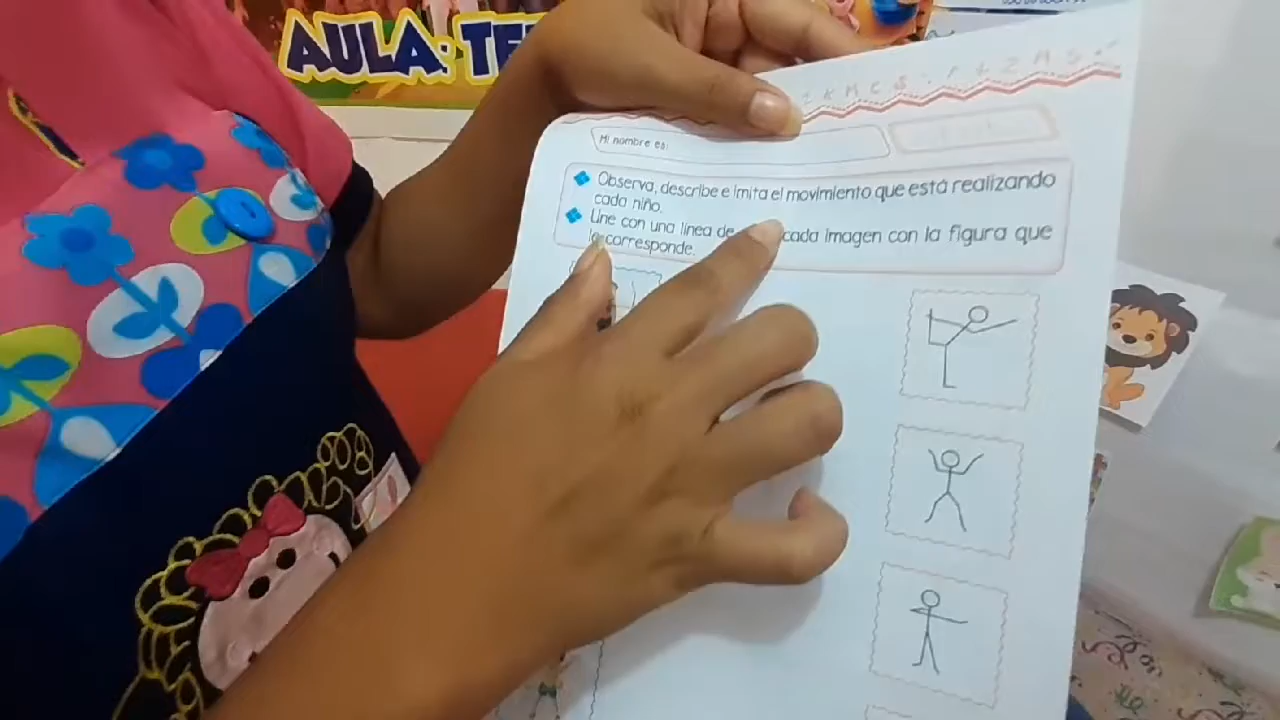 AULA: TE
Mi nombre es:
Observa, describe e imita el movimiento que está realizando
cada niño.
Une con una línea de cada imagen con la figura que
le corresponde.